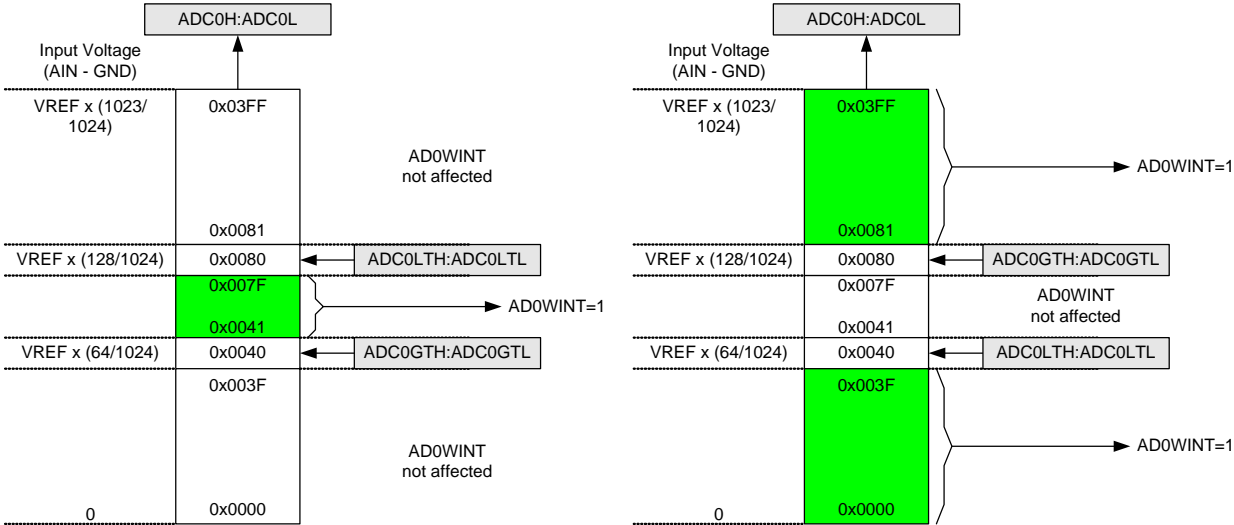 ADC0H:ADC0L
Input Voltage
(AIN - GND)
VREF x (1023/
1024)
0x03FF
AD0WINT
not affected
0x0081
VREF x (128/1024)
0x0080
ADC0LTH:ADC0LTL
0x007F
AD0WINT=1
0x0041
VREF x (64/1024)
0x0040
ADC0GTH:ADC0GTL
0x003F
AD0WINT
not affected
0
0x0000
ADC0H:ADC0L
Input Voltage
(AIN - GND)
VREF x (1023/
1024)
0x03FF
AD0WINT=1
0x0081
VREF x (128/1024)
0x0080
ADC0GTH:ADC0GTL
0x007F
AD0WINT
not affected
0x0041
VREF x (64/1024)
0x0040
ADC0LTH:ADC0LTL
0x003F
AD0WINT=1
0
0x0000